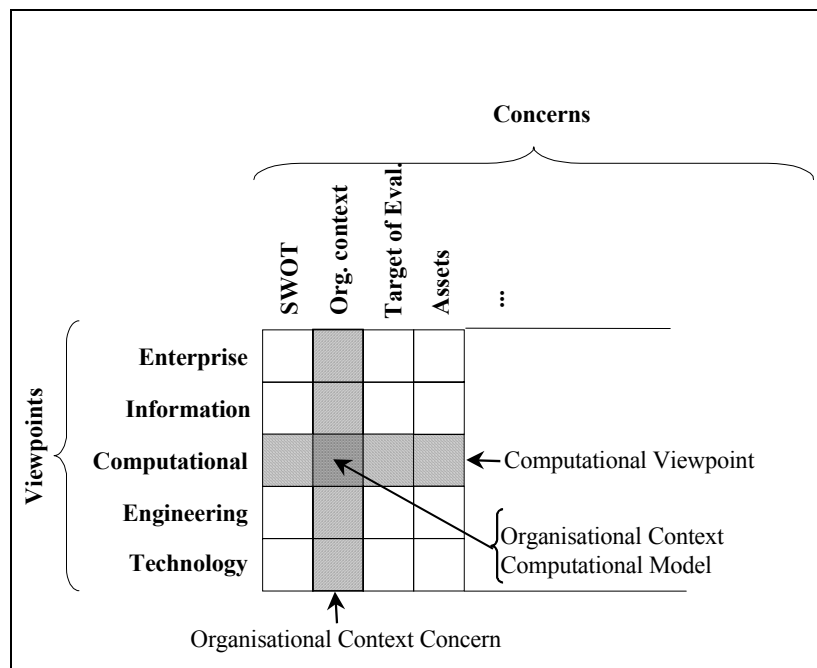 Concerns
SWOT
Org. context
Target of Eval.
Assets
...
Viewpoints
Enterprise
Information
Computational
Engineering
Technology
Computational Viewpoint
Organisational Context
Computational Model
Organisational Context Concern